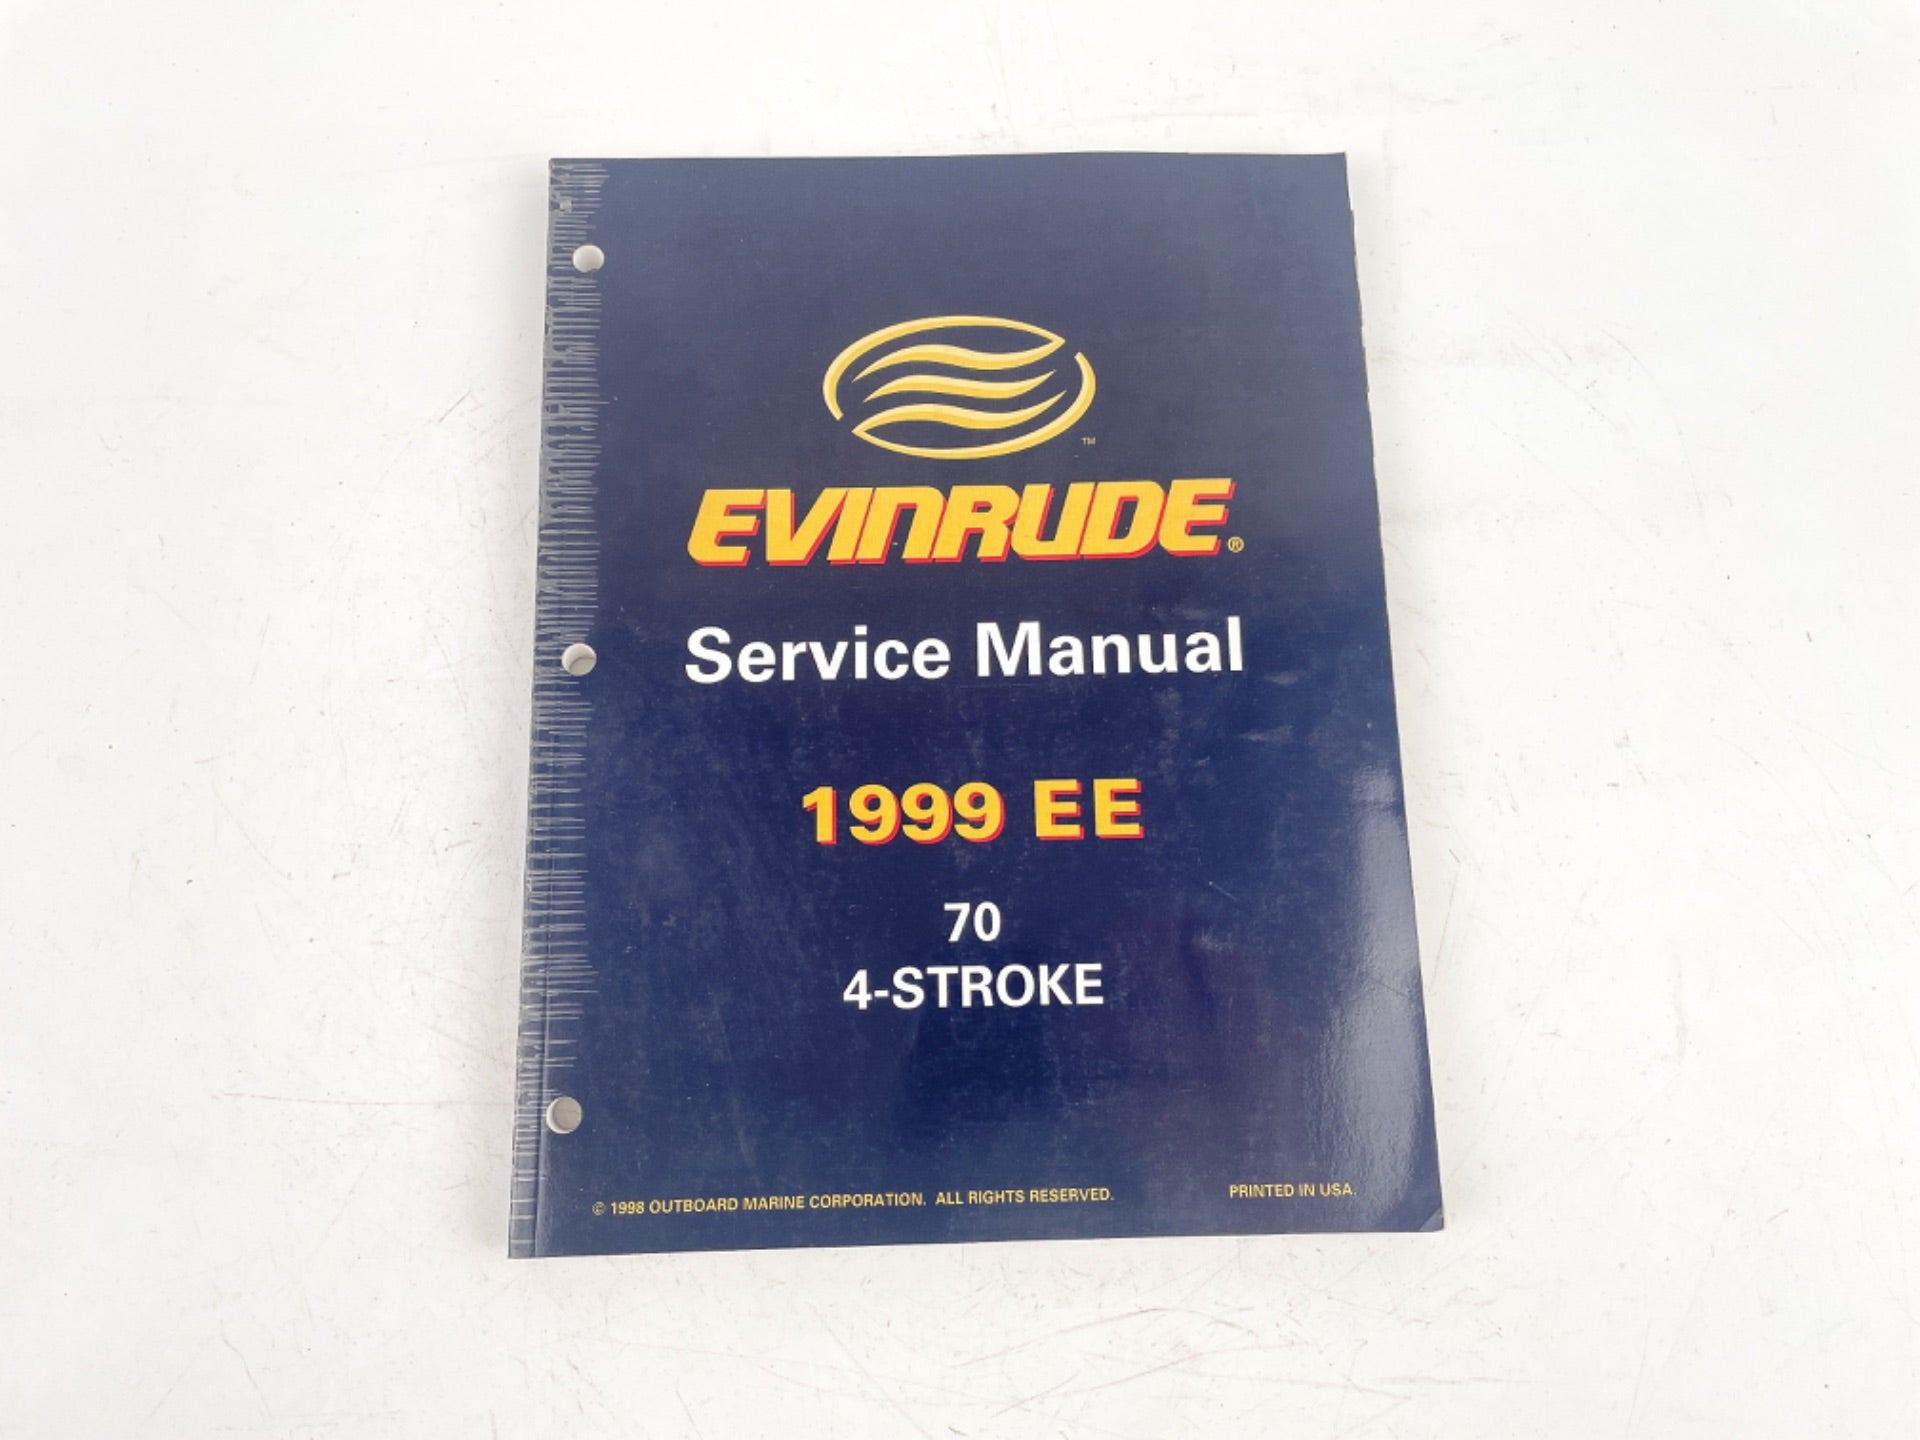 ™
EVINRUDE®
Service Manual
1999 EE
70
4-STROKE
© 1998 OUTBOARD MARINE CORPORATION. ALL RIGHTS RESERVED. PRINTED IN USA.